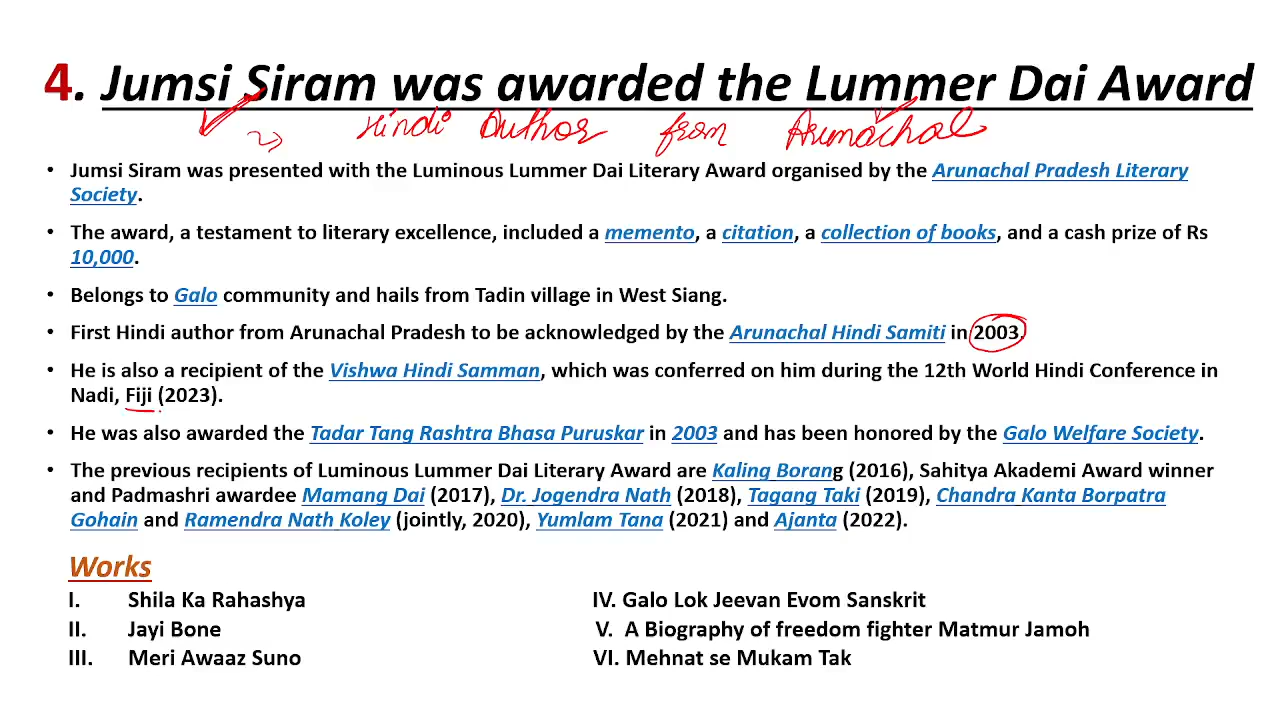 4. Jumsi Siram was awarded the Lummer Dai Award
Hindi Author from Arunachal
• Jumsi Siram was presented with the Luminous Lummer Dai Literary Award organised by the Arunachal Pradesh Literary
Society.
• The award, a testament to literary excellence, included a memento, a citation, a collection of books, and a cash prize of Rs
10,000.
• Belongs to Galo community and hails from Tadin village in West Siang.
• First Hindi author from Arunachal Pradesh to be acknowledged by the Arunachal Hindi Samiti in 2003.
• He is also a recipient of the Vishwa Hindi Samman, which was conferred on him during the 12th World Hindi Conference in
Nadi, Fiji (2023).
• He was also awarded the Tadar Tang Rashtra Bhasa Puruskar in 2003 and has been honored by the Galo Welfare Society.
• The previous recipients of Luminous Lummer Dai Literary Award are Kaling Borang (2016), Sahitya Akademi Award winner
and Padmashri awardee Mamang Dai (2017), Dr. Jogendra Nath (2018), Tagang Taki (2019), Chandra Kanta Borpatra
Gohain and Ramendra Nath Koley (jointly, 2020), Yumlam Tana (2021) and Ajanta (2022).
Works
I. Shila Ka Rahashya
II. Jayi Bone
III. Meri Awaaz Suno
IV. Galo Lok Jeevan Evom Sanskrit
V. A Biography of freedom fighter Matmur Jamoh
VI. Mehnat se Mukam Tak